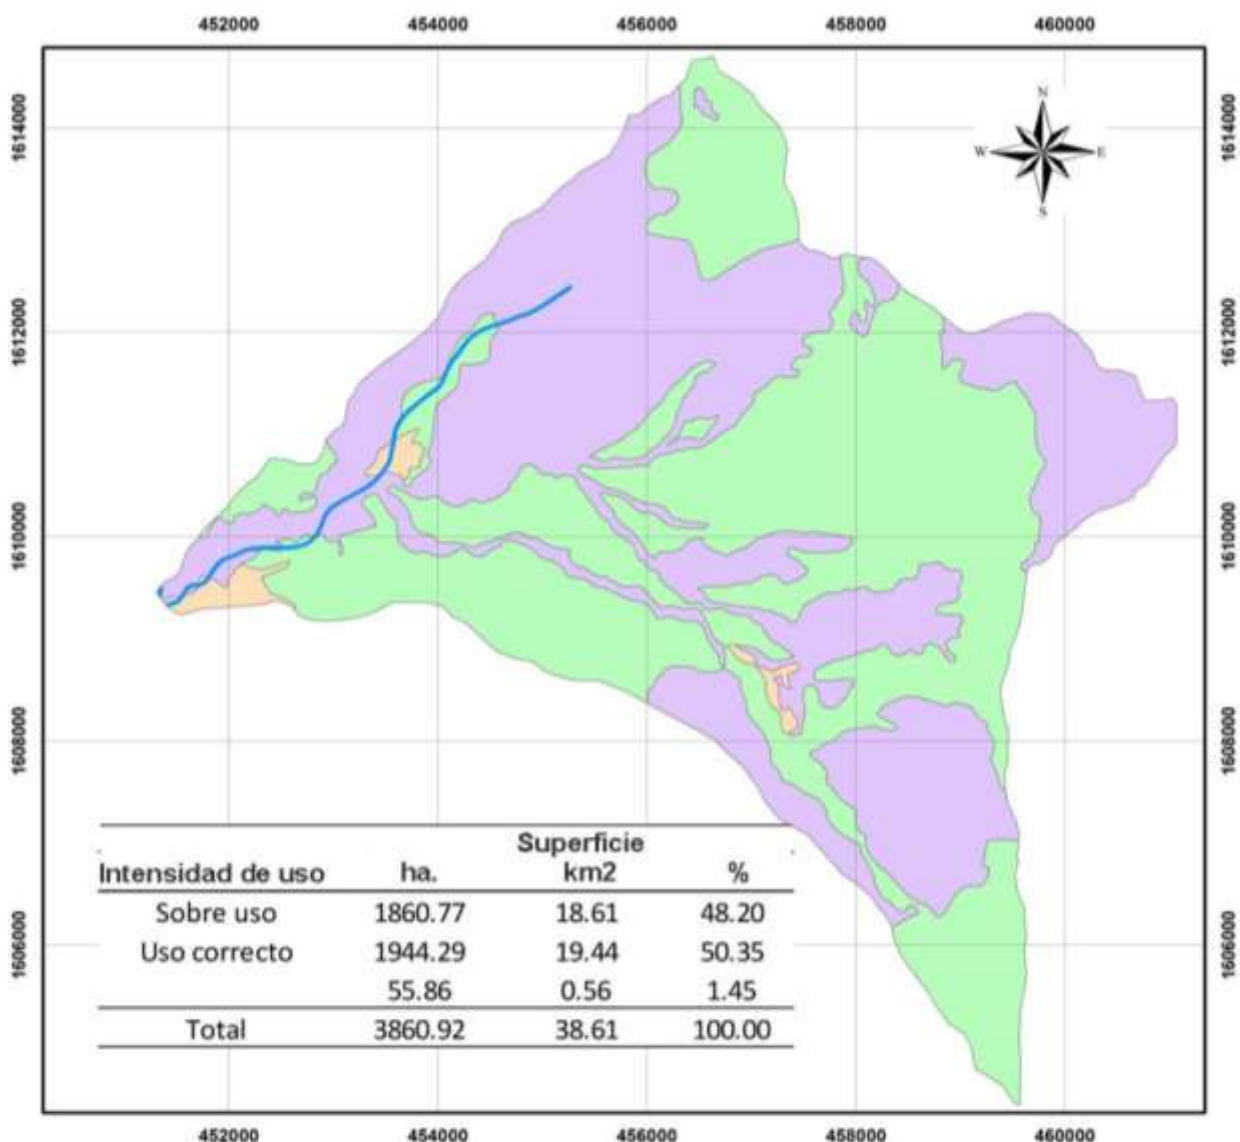 452000 454000 456000 458000 460000
N
W E
S
1614000 1614000
1612000 1612000
1610000 1610000
1608000 1608000
1606000 1606000
Superficie
Intensidad de uso ha. km2 %
Sobre uso 1860.77 18.61 48.20
Uso correcto 1944.29 19.44 50.35
55.86 0.56 1.45
Total 3860.92 38.61 100.00
452000 454000 456000 458000 460000